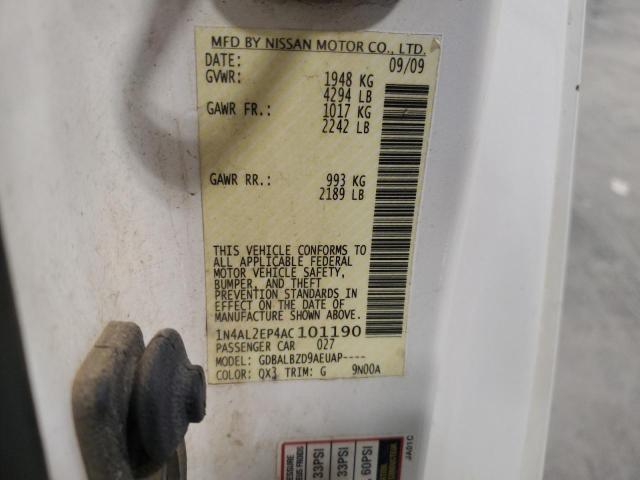 MFD BY NISSAN MOTOR CO., LTD.
DATE: 09/09
GVWR: 1948 KG
4294 LB
GAWR FR.: 1017 KG
2242 LB
GAWR RR.: 993 KG
2189 LB
THIS VEHICLE CONFORMS TO
ALL APPLICABLE FEDERAL
MOTOR VEHICLE SAFETY,
BUMPER, AND THEFT
PREVENTION STANDARDS IN
EFFECT ON THE DATE OF
MANUFACTURE SHOWN ABOVE.
1N4AL2EP4AC101190
PASSENGER CAR 027
MODEL: GDBALBZD9AEUAP----
COLOR: QX3 TRIM: G 9N00A
33PSI
33PSI
60PSI
JA01C